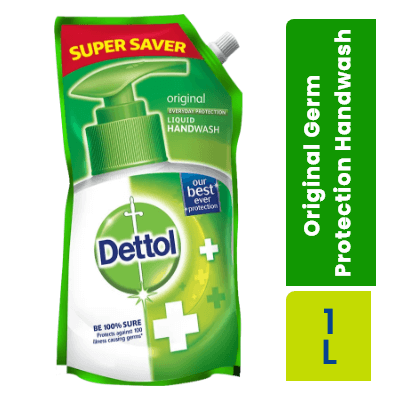 SUPER SAVER
original
EVERYDAY PROTECTION
LIQUID
HANDWASH
our
best
ever
protection
Dettol
BE 100% SURE
Protects against 100
illness causing germs*
Original Germ
Protection Handwash
1
L